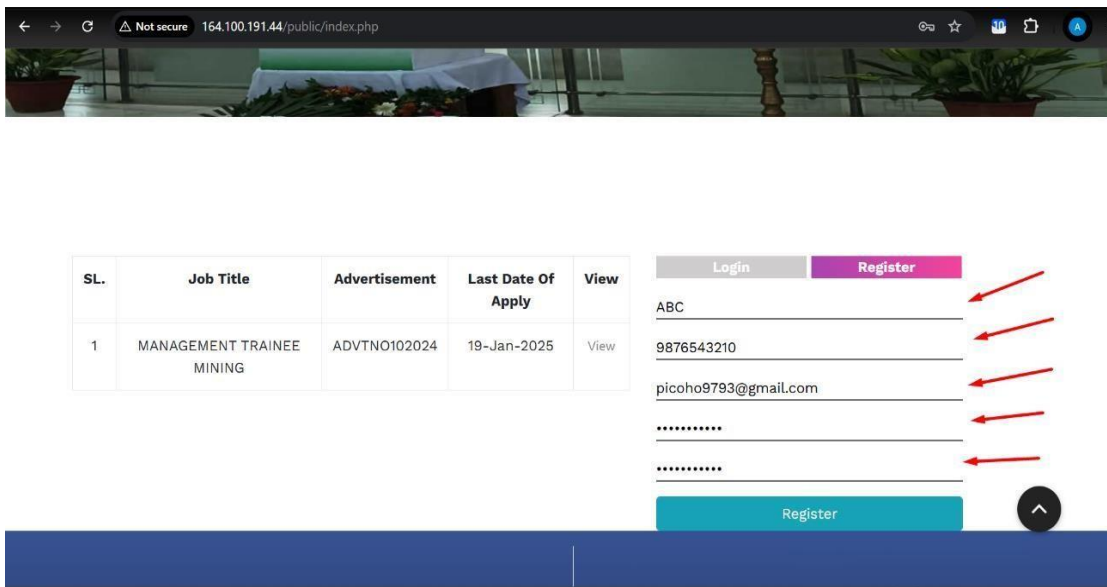 Not secure 164.100.191.44/public/index.php
10
A
SL. Job Title Advertisement Last Date Of Apply View
1 MANAGEMENT TRAINEE MINING ADVTNO102024 19-Jan-2025 View
Login Register
ABC
9876543210
picoho9793@gmail.com
•••••••••••
•••••••••••
Register